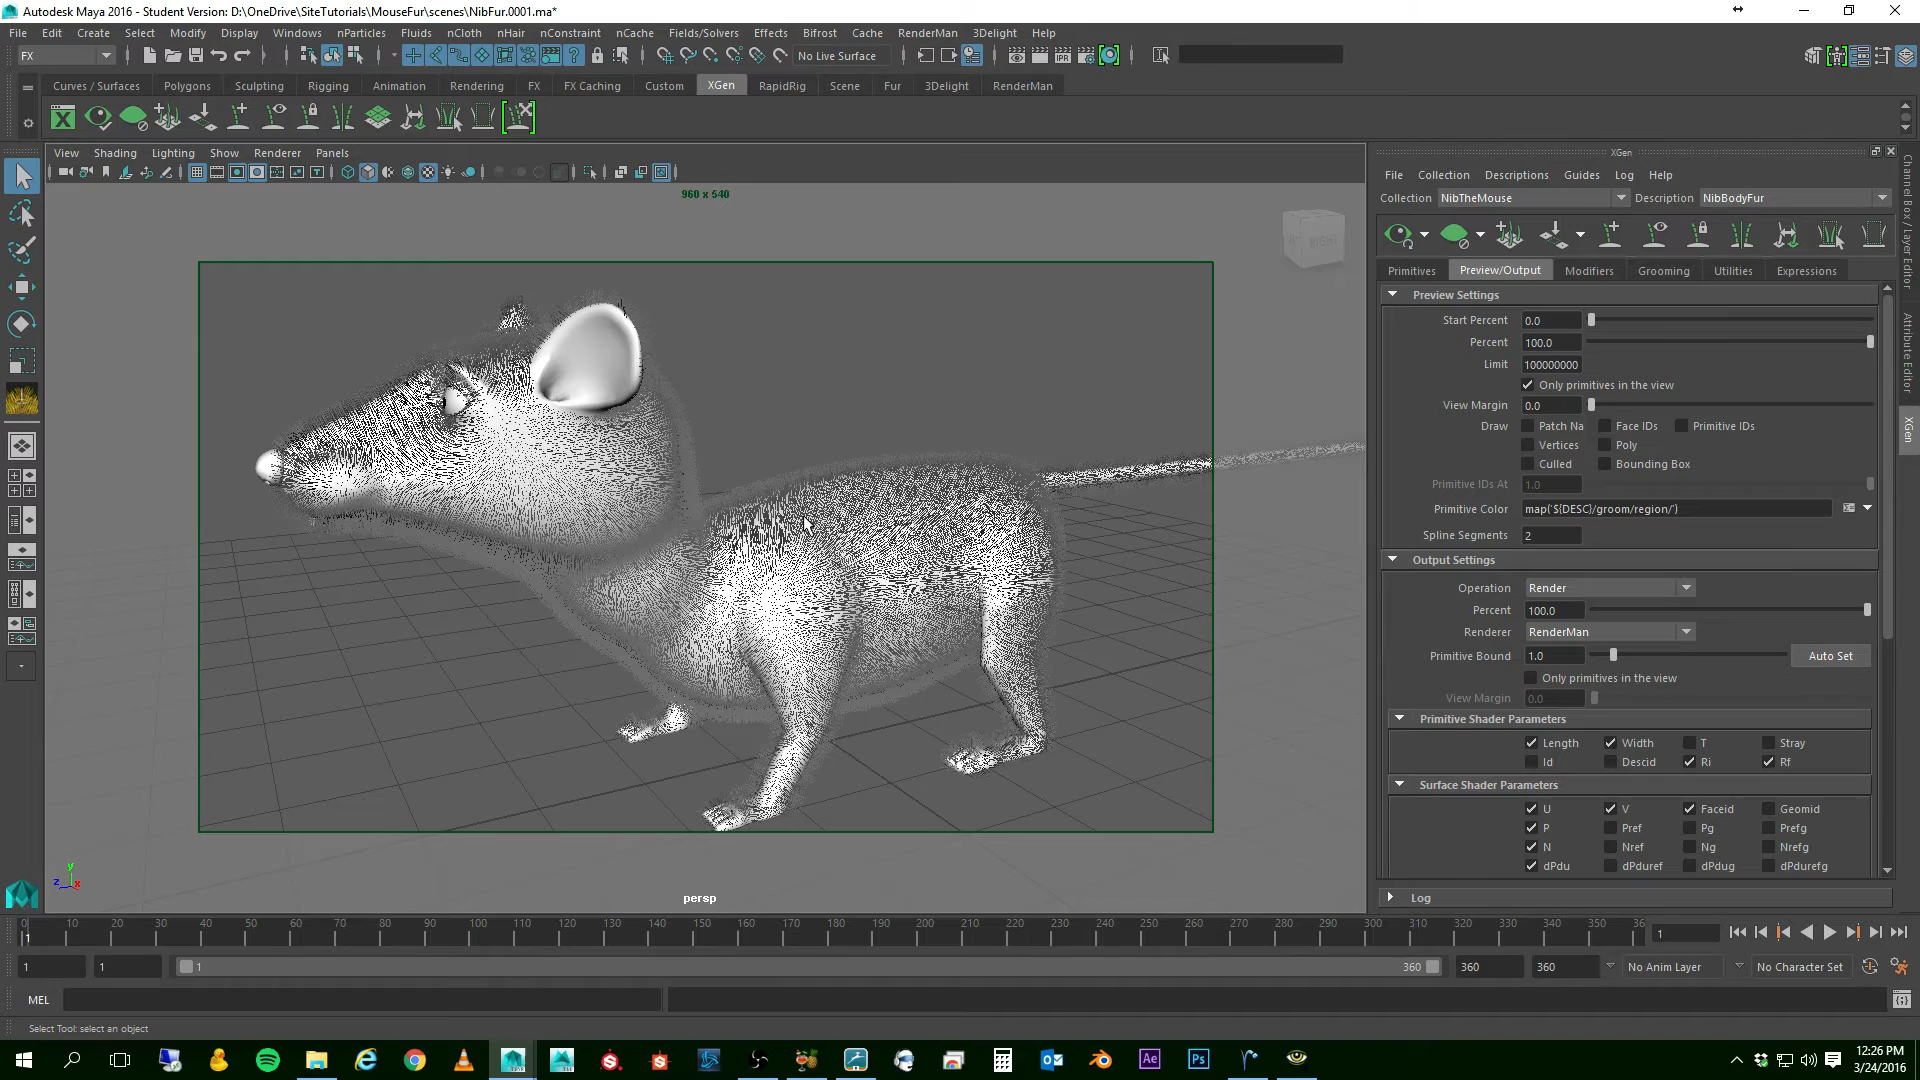 Autodesk Maya 2016 - Student Version: D:\OneDrive\SiteTutorials\MouseFur\scenes\NibFur.0001.ma*
File Edit Create Select Modify Display Windows nParticles Fluids nCloth nHair nConstraint nCache Fields/Solvers Effects Bifrost Cache RenderMan 3Delight Help
FX No Live Surface
Curves / Surfaces Polygons Sculpting Rigging Animation Rendering FX FX Caching Custom XGen RapidRig Scene Fur 3Delight RenderMan
View Shading Lighting Show Renderer Panels
960 x 540
RIGHT
persp
y
z x
XGen
File Collection Descriptions Guides Log Help
Collection NibTheMouse Description NibBodyFur
Primitives Preview/Output Modifiers Grooming Utilities Expressions
Preview Settings
Start Percent 0.0
Percent 100.0
Limit 100000000
Only primitives in the view
View Margin 0.0
Draw Patch Na Face IDs Primitive IDs
Vertices Poly
Culled Bounding Box
Primitive IDs At 1.0
Primitive Color map('${DESC}/groom/region/')
Spline Segments 2
Output Settings
Operation Render
Percent 100.0
Renderer RenderMan
Primitive Bound 1.0 Auto Set
Only primitives in the view
View Margin 0.0
Primitive Shader Parameters
Length Width T Stray
Id Descid Ri Rf
Surface Shader Parameters
U V Faceid Geomid
P Pref Pg Prefg
N Nref Ng Nrefg
dPdu dPduref dPdug dPdurefg
Log
Channel Box / Layer Editor
Attribute Editor
XGen
0 10 20 30 40 50 60 70 80 90 100 110 120 130 140 150 160 170 180 190 200 210 220 230 240 250 260 270 280 290 300 310 320 330 340 350 36
1 1
1 1 1 360 360 360 No Anim Layer No Character Set
MEL
Select Tool: select an object
12:26 PM
3/24/2016